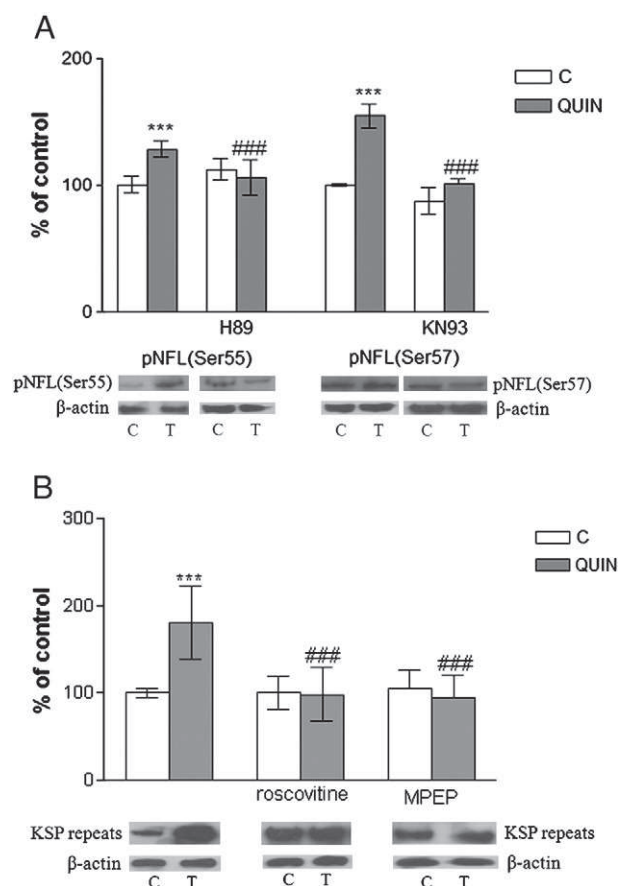 A
200
C
QUIN
***
***
###
###
% of control
100
0
H89
KN93
pNFL(Ser55)
pNFL(Ser57)
pNFL(Ser55)
pNFL(Ser57)
β-actin
β-actin
C T C T C T C T
B
300
C
QUIN
***
200
###
###
% of control
100
0
roscovitine
MPEP
KSP repeats
KSP repeats
β-actin
β-actin
C T C T C T